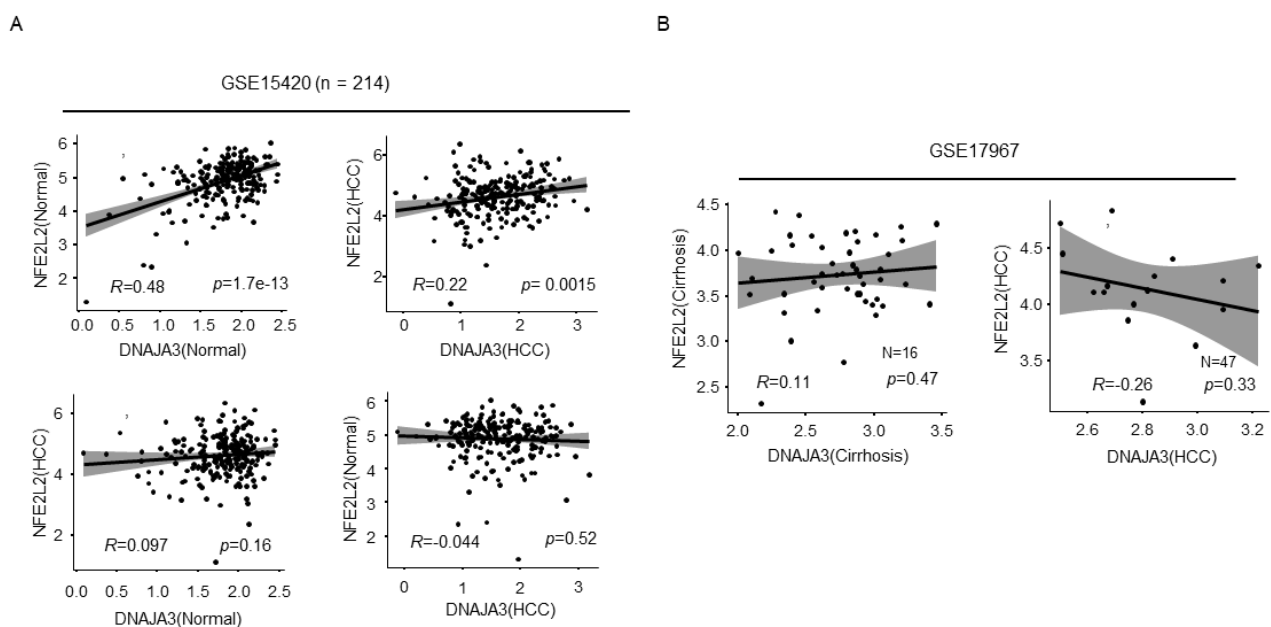 A
B
GSE15420 (n = 214)
GSE17967
NFE2L2(Normal)
6
5
4
3
2
,
R=0.48
p=1.7e-13
0.0
0.5
1.0
1.5
2.0
2.5
DNAJA3(Normal)
NFE2L2(HCC)
6
4
2
R=0.22
p= 0.0015
0
1
2
3
DNAJA3(HCC)
NFE2L2(HCC)
6
4
2
,
R=0.097
p=0.16
0.0
0.5
1.0
1.5
2.0
2.5
DNAJA3(Normal)
NFE2L2(Normal)
6
5
4
3
2
R=-0.044
p=0.52
0
1
2
3
DNAJA3(HCC)
NFE2L2(Cirrhosis)
4.5
4.0
3.5
3.0
2.5
N=16
R=0.11
p=0.47
2.0
2.5
3.0
3.5
DNAJA3(Cirrhosis)
NFE2L2(HCC)
4.5
4.0
3.5
,
N=47
R=-0.26
p=0.33
2.6
2.8
3.0
3.2
DNAJA3(HCC)